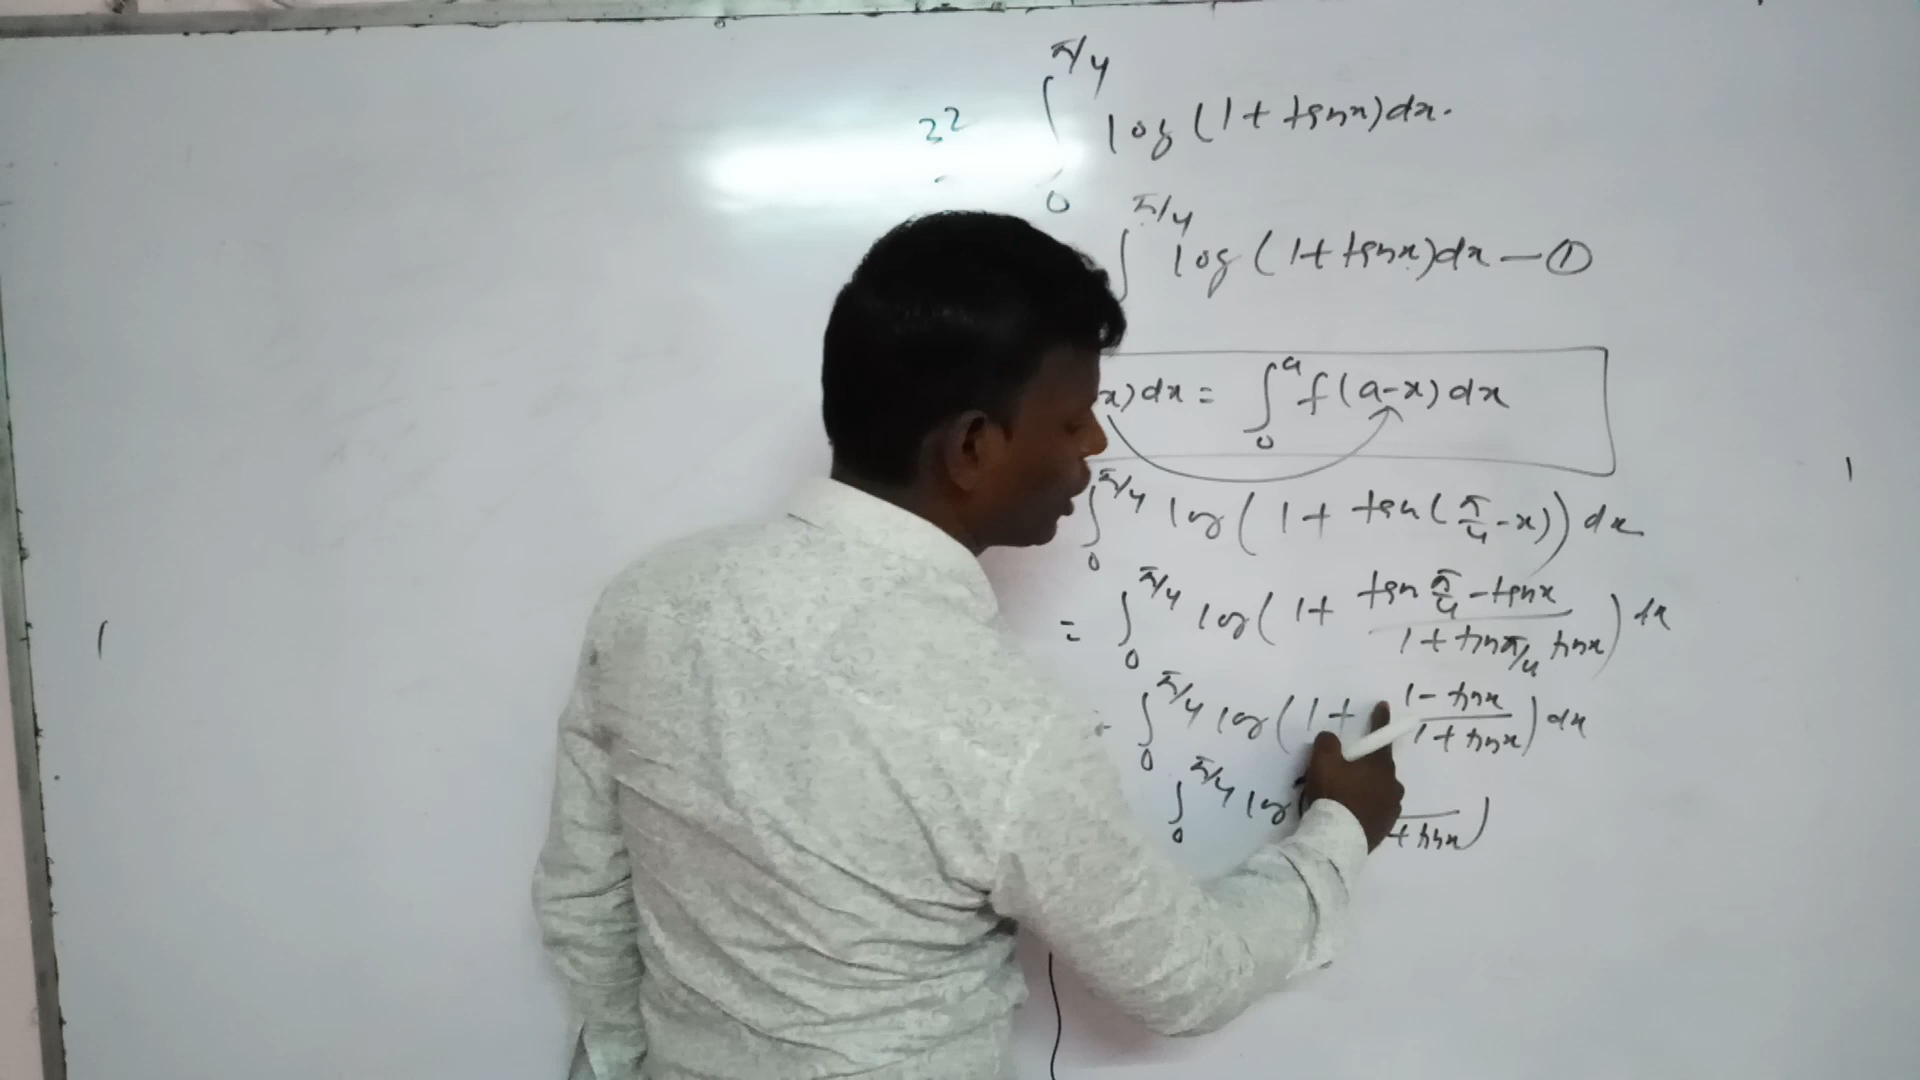 22 ∫₀^π/4 log(1+tanx)dx.
∫^π/4 log(1+tanx)dx — ①
x)dx = ∫₀^a f(a-x)dx
∫₀^π/4 log(1+tan(π/4-x))dx
= ∫₀^π/4 log(1+ (tan π/4 - tanx)/(1+tanπ/4 tanx))dx
= ∫₀^π/4 log(1+ (1-tanx)/(1+tanx))dx
∫₀^π/4 log( +tanx)